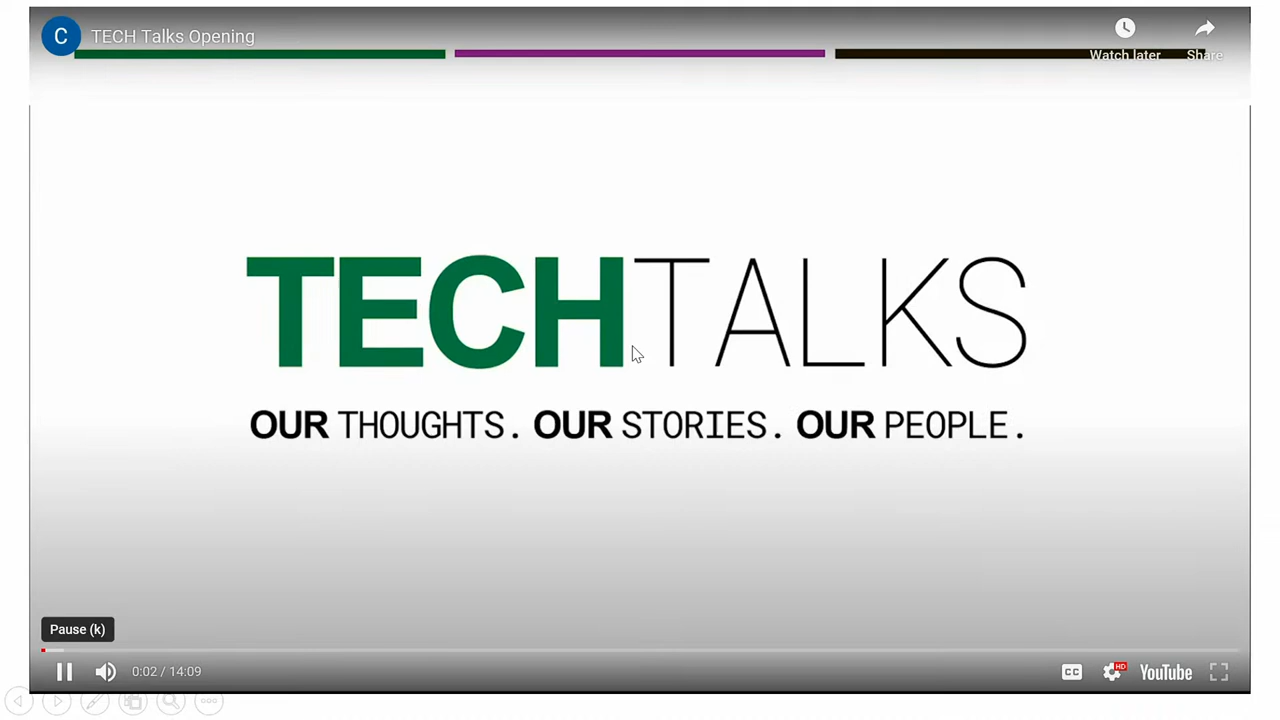 C TECH Talks Opening
Watch later Share
TECHTALKS
OUR THOUGHTS. OUR STORIES. OUR PEOPLE.
Pause (k)
0:02 / 14:09 CC HD YouTube